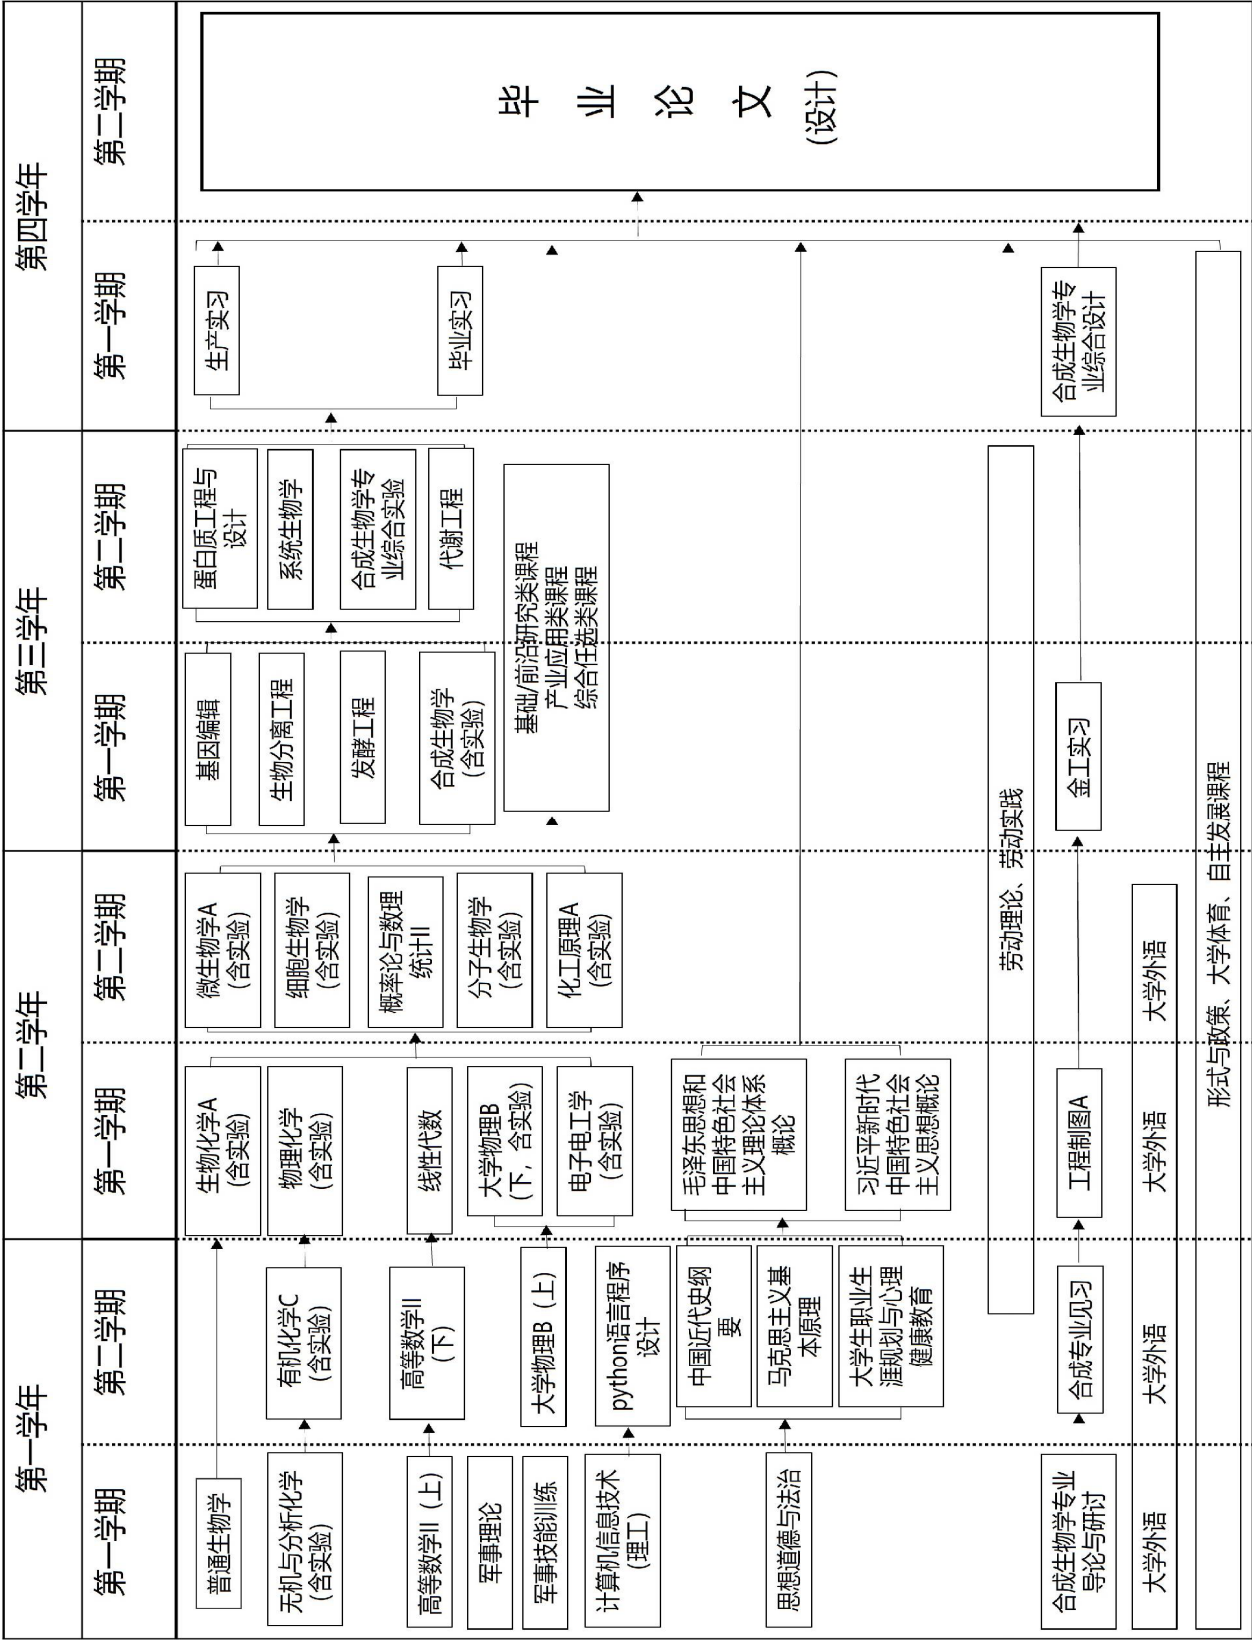 第一学年
第二学年
第三学年
第四学年
第一学期
第二学期
第一学期
第二学期
第一学期
第二学期
第一学期
第二学期
普通生物学
无机与分析化学
(含实验)
高等数学II（上）
军事理论
军事技能训练
计算机信息技术
(理工)
思想道德与法治
合成生物学专业
导论与研讨
大学外语
有机化学C
(含实验)
高等数学II
（下）
大学物理B（上）
python语言程序
设计
中国近代史纲
要
马克思主义基
本原理
大学生职业生
涯规划与心理
健康教育
合成专业见习
大学外语
生物化学A
(含实验)
物理化学
(含实验)
线性代数
大学物理B
（下，含实验）
电子电工学
(含实验)
毛泽东思想和
中国特色社会
主义理论体系
概论
习近平新时代
中国特色社会
主义思想概论
工程制图A
大学外语
微生物学A
(含实验)
细胞生物学
(含实验)
概率论与数理
统计II
分子生物学
(含实验)
化工原理A
(含实验)
大学外语
劳动理论、劳动实践
形式与政策、大学体育、自主发展课程
基因编辑
生物分离工程
发酵工程
合成生物学
(含实验)
基础/前沿研究类课程
产业应用类课程
综合任选类课程
金工实习
蛋白质工程与
设计
系统生物学
合成生物学专
业综合实验
代谢工程
生产实习
毕业实习
合成生物学专
业综合设计
毕 业 论 文
(设计)